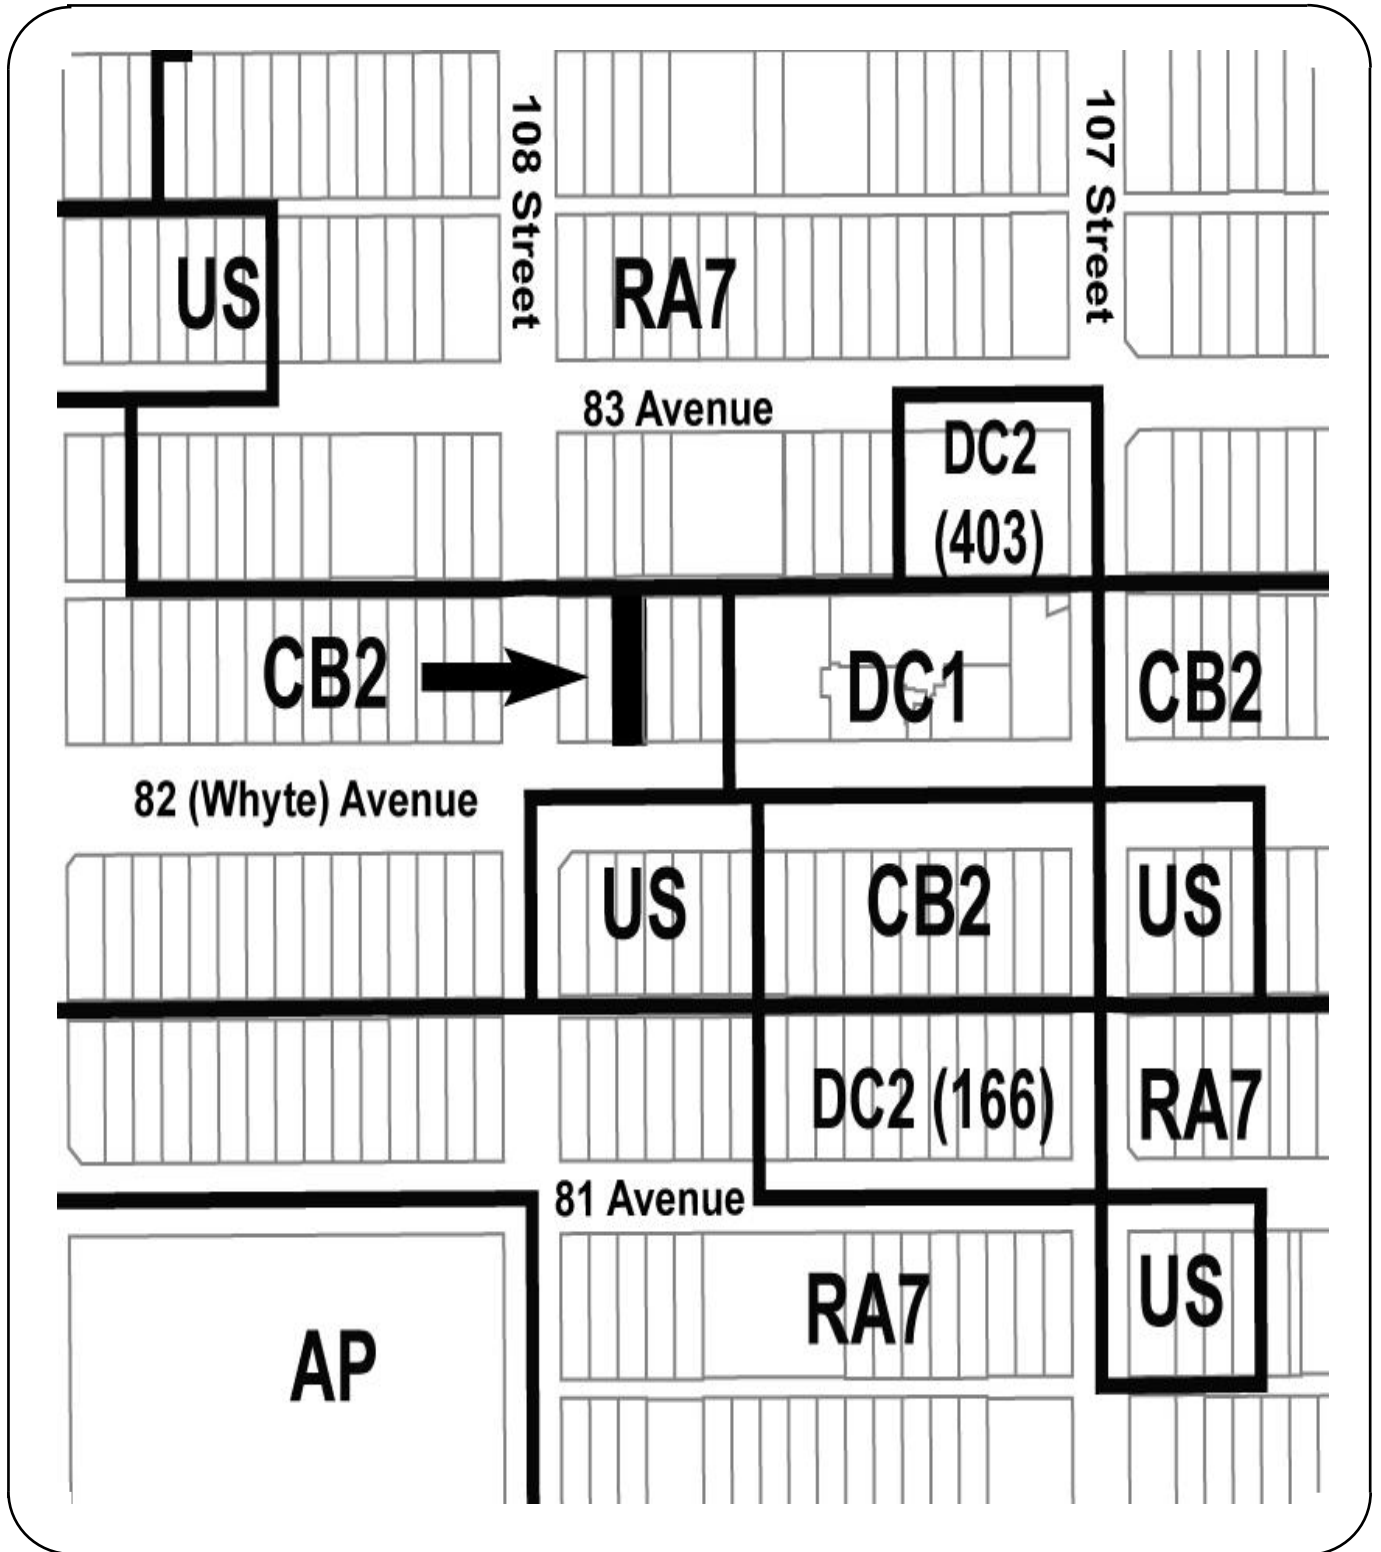 108 Street
107 Street
US
RA7
83 Avenue
DC2
(403)
CB2
DC1
CB2
82 (Whyte) Avenue
US
CB2
US
DC2 (166)
RA7
81 Avenue
RA7
US
AP